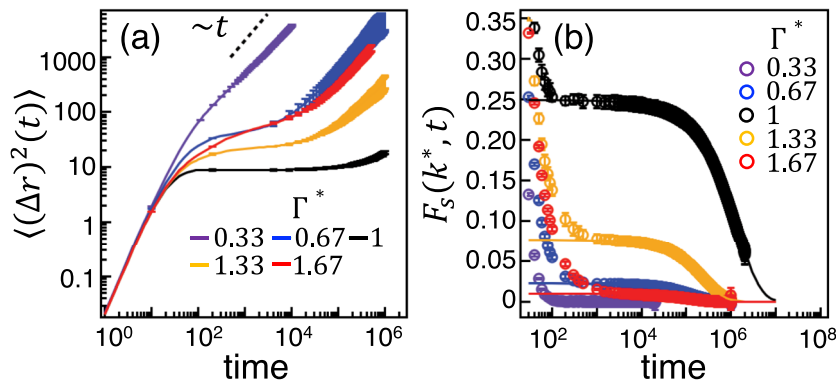 (a)
~t
1000
100
10
1
0.1
⟨(Δr)²(t)⟩
Γ*
0.33 0.67 1
1.33 1.67
10⁰ 10² 10⁴ 10⁶
time
(b)
0.35
0.30
0.25
0.20
0.15
0.10
0.05
0
Fₛ(k*, t)
Γ*
0.33
0.67
1
1.33
1.67
10² 10⁴ 10⁶ 10⁸
time